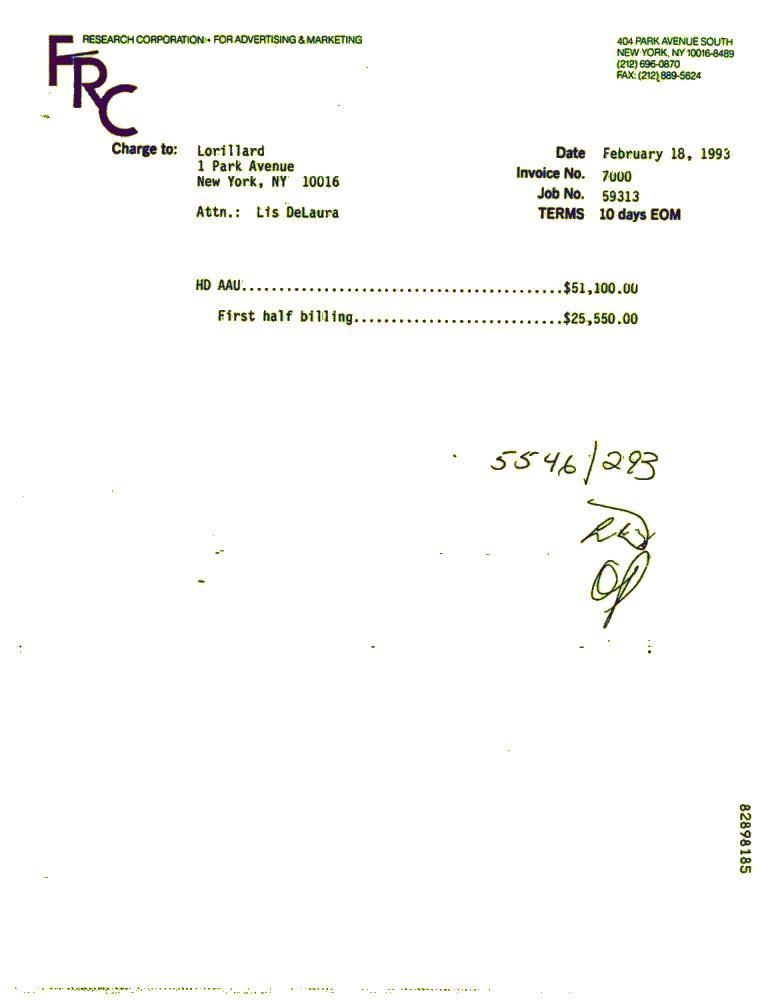 FRC
RESEARCH CORPORATION • FOR ADVERTISING & MARKETING
404 PARK AVENUE SOUTH
NEW YORK, NY 10016-8489
(212) 696-0870
FAX: (212) 889-5624
Charge to: Lorillard
1 Park Avenue
New York, NY 10016
Attn.: Lis DeLaura
Date February 18, 1993
Invoice No. 7000
Job No. 59313
TERMS 10 days EOM
HD AAU...........................................$51,100.00
First half billing............................$25,550.00
5546/293
82898185